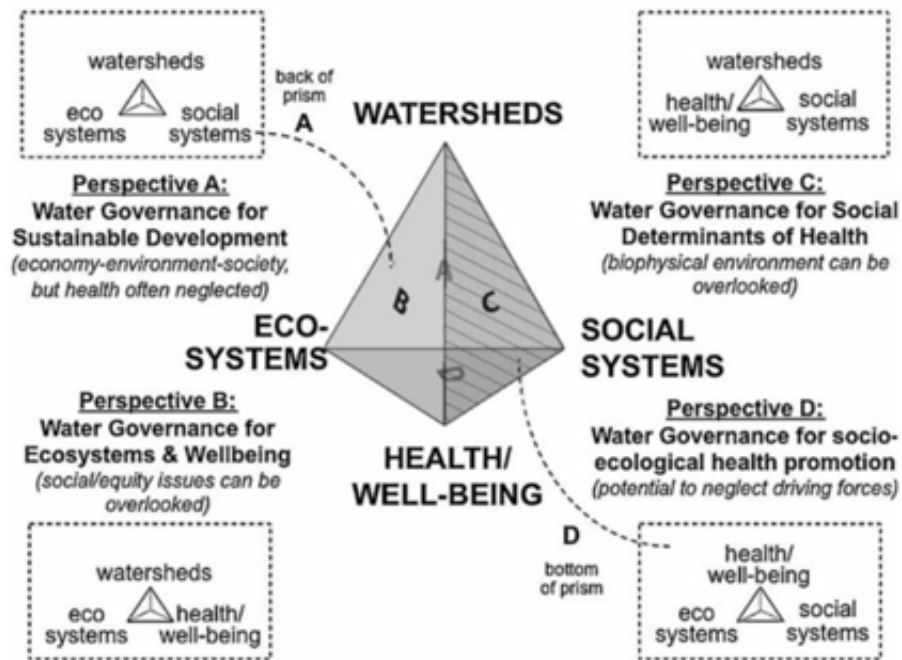 watersheds
eco
systems
social
systems
Perspective A:
Water Governance for
Sustainable Development
(economy-environment-society,
but health often neglected)
back of
prism
A
WATERSHEDS
watersheds
health/
well-being
social
systems
Perspective C:
Water Governance for Social
Determinants of Health
(biophysical environment can be
overlooked)
A
B
C
D
ECO-
SYSTEMS
SOCIAL
SYSTEMS
HEALTH/
WELL-BEING
Perspective B:
Water Governance for
Ecosystems & Wellbeing
(social/equity issues can be
overlooked)
watersheds
eco
systems
health/
well-being
Perspective D:
Water Governance for socio-
ecological health promotion
(potential to neglect driving forces)
D
bottom
of prism
health/
well-being
eco
systems
social
systems